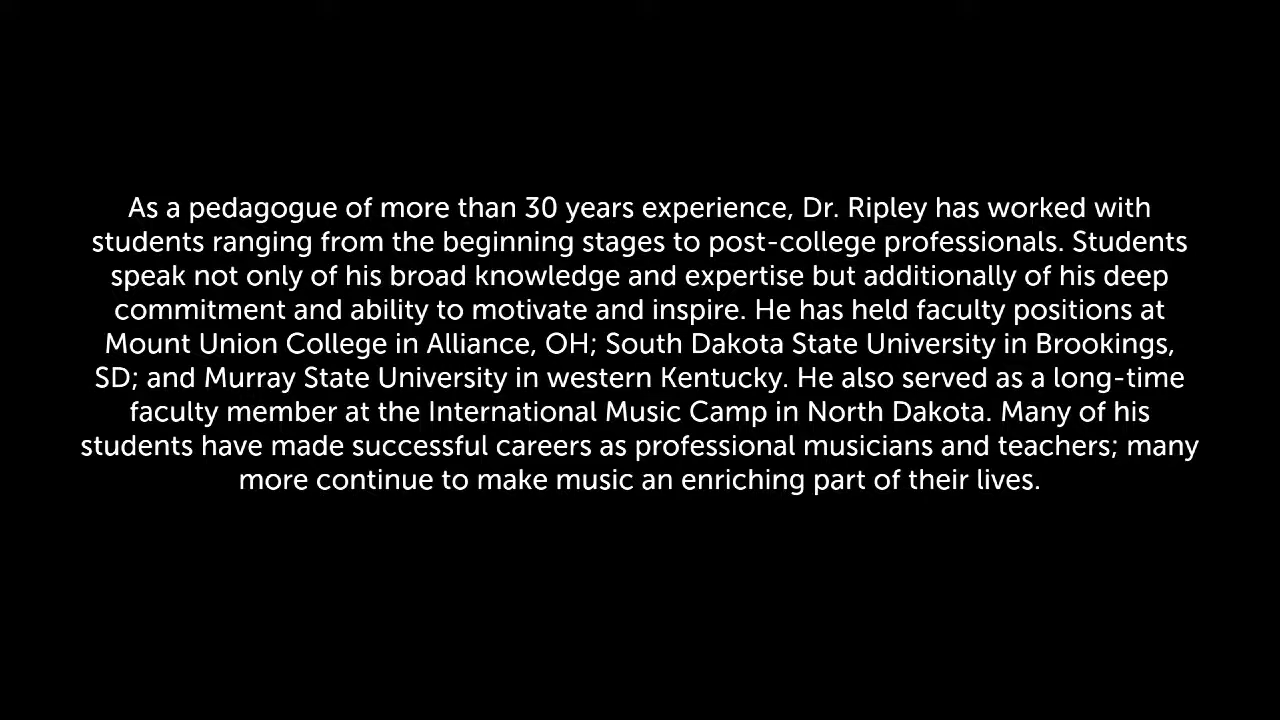 As a pedagogue of more than 30 years experience, Dr. Ripley has worked with
students ranging from the beginning stages to post-college professionals. Students
speak not only of his broad knowledge and expertise but additionally of his deep
commitment and ability to motivate and inspire. He has held faculty positions at
Mount Union College in Alliance, OH; South Dakota State University in Brookings,
SD; and Murray State University in western Kentucky. He also served as a long-time
faculty member at the International Music Camp in North Dakota. Many of his
students have made successful careers as professional musicians and teachers; many
more continue to make music an enriching part of their lives.